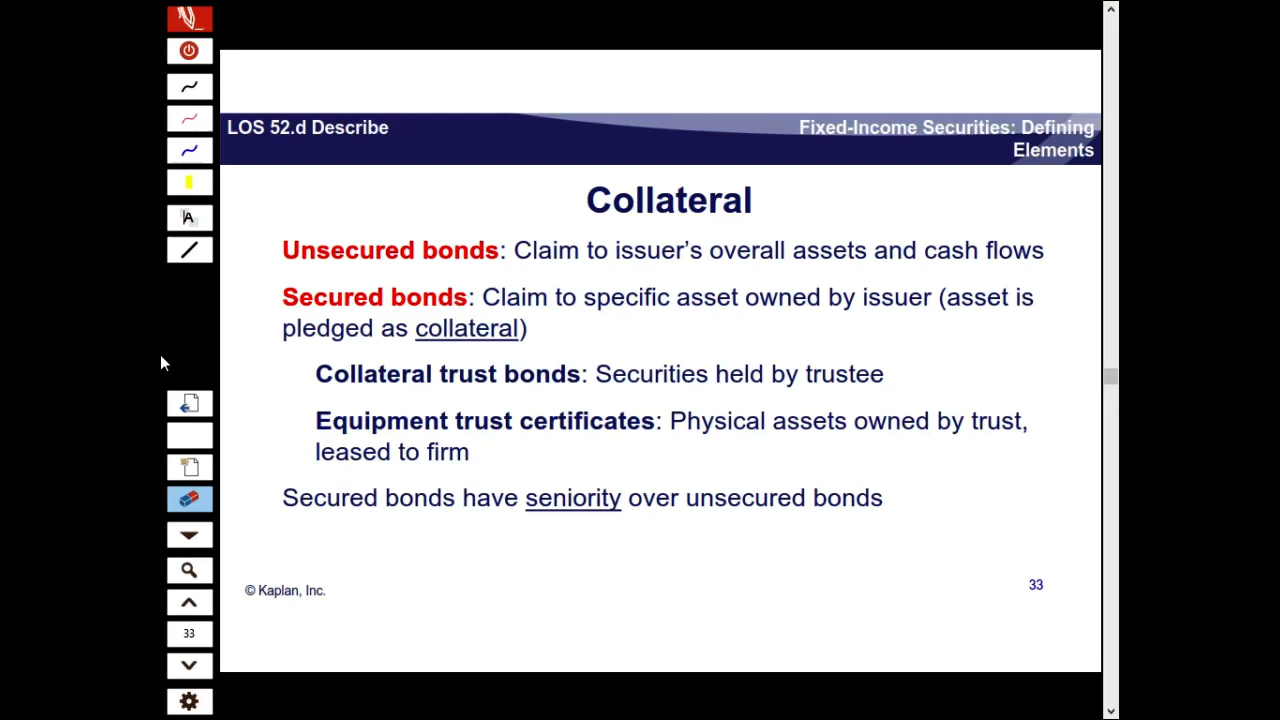 LOS 52.d Describe
Fixed-Income Securities: Defining
Elements
Collateral
Unsecured bonds: Claim to issuer’s overall assets and cash flows
Secured bonds: Claim to specific asset owned by issuer (asset is
pledged as collateral)
Collateral trust bonds: Securities held by trustee
Equipment trust certificates: Physical assets owned by trust,
leased to firm
Secured bonds have seniority over unsecured bonds
© Kaplan, Inc.
33
A
33